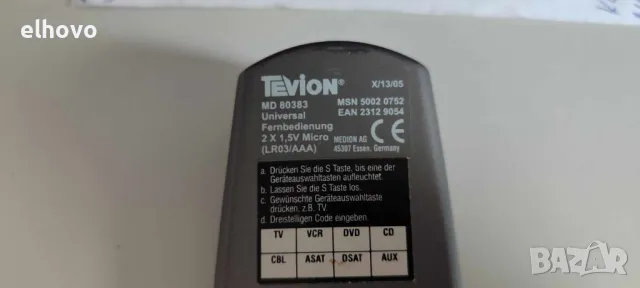 elhovo
TEVION® X/13/05
MD 80383 MSN 5002 0752
Universal EAN 2312 9054
Fernbedienung
2 X 1,5V Micro MEDION AG CE
(LR03/AAA) 45307 Essen, Germany
a. Drücken Sie die S Taste, bis eine der
Geräteauswahltasten aufleuchtet.
b. Lassen Sie die S Taste los.
c. Gewünschte Geräteauswahltaste
drücken, z.B. TV.
d. Dreistelligen Code eingeben.
TV VCR DVD CD
CBL ASAT DSAT AUX
BAZAR